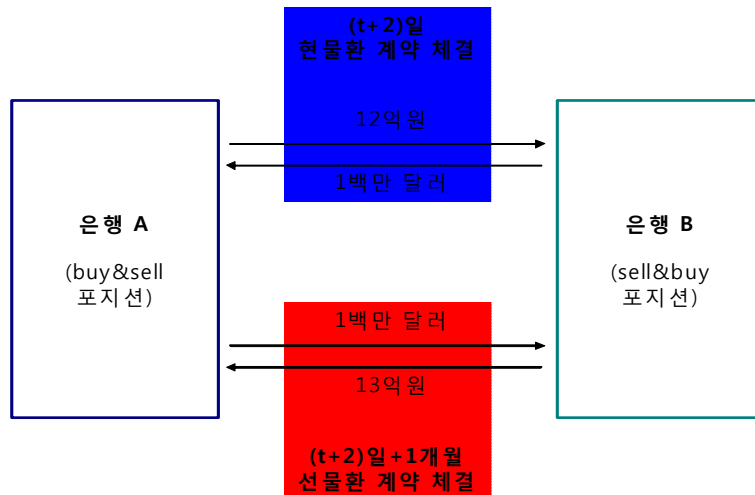 (t+2)일
현물환 계약 체결
12억원
1백만 달러
은행 A
(buy&sell
포지션)
은행 B
(sell&buy
포지션)
1백만 달러
13억원
(t+2)일+1개월
선물환 계약 체결